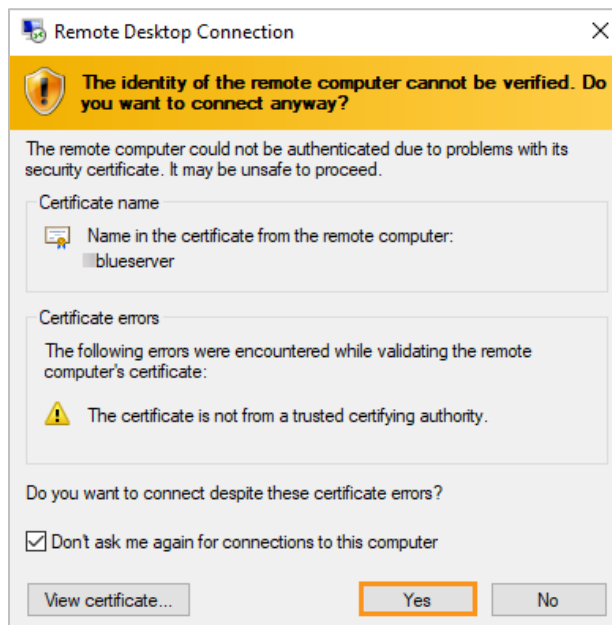 Remote Desktop Connection
The identity of the remote computer cannot be verified. Do
you want to connect anyway?
The remote computer could not be authenticated due to problems with its
security certificate. It may be unsafe to proceed.
Certificate name
Name in the certificate from the remote computer:
blueserver
Certificate errors
The following errors were encountered while validating the remote
computer's certificate:
The certificate is not from a trusted certifying authority.
Do you want to connect despite these certificate errors?
Don't ask me again for connections to this computer
View certificate... Yes No